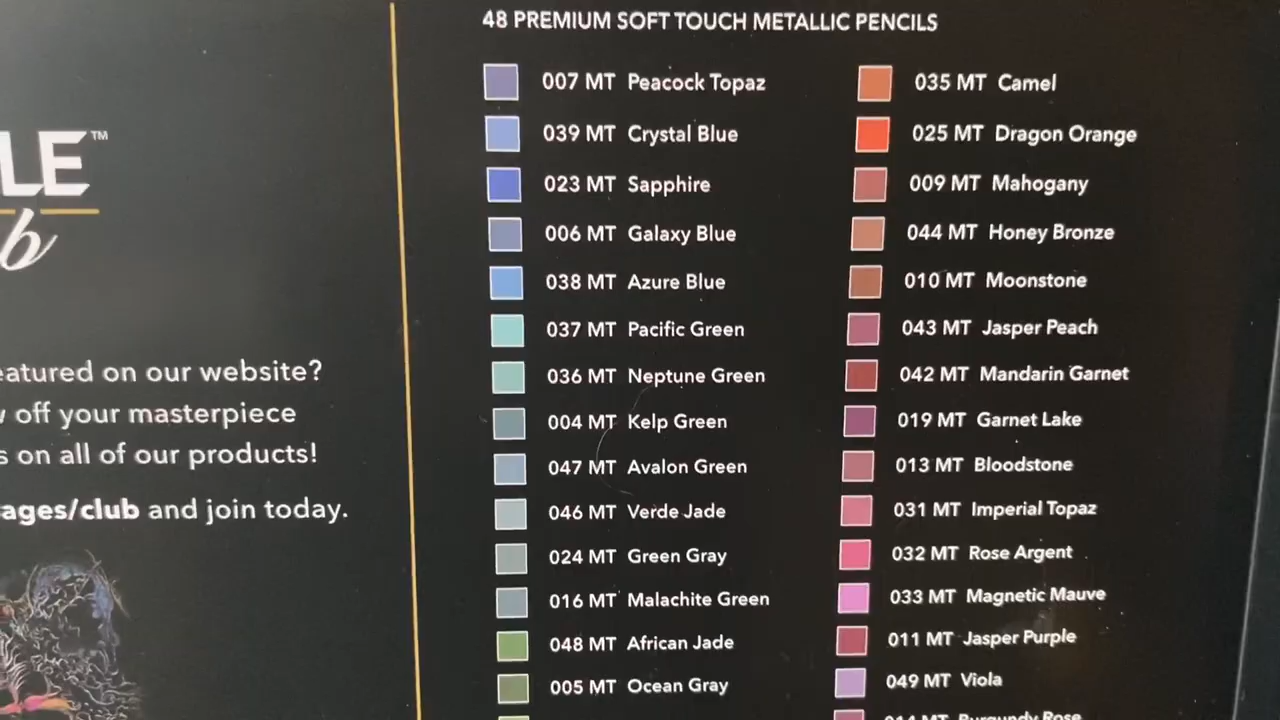 LE™
b
eatured on our website?
off your masterpiece
s on all of our products!
ages/club and join today.
48 PREMIUM SOFT TOUCH METALLIC PENCILS
007 MT Peacock Topaz
039 MT Crystal Blue
023 MT Sapphire
006 MT Galaxy Blue
038 MT Azure Blue
037 MT Pacific Green
036 MT Neptune Green
004 MT Kelp Green
047 MT Avalon Green
046 MT Verde Jade
024 MT Green Gray
016 MT Malachite Green
048 MT African Jade
005 MT Ocean Gray
035 MT Camel
025 MT Dragon Orange
009 MT Mahogany
044 MT Honey Bronze
010 MT Moonstone
043 MT Jasper Peach
042 MT Mandarin Garnet
019 MT Garnet Lake
013 MT Bloodstone
031 MT Imperial Topaz
032 MT Rose Argent
033 MT Magnetic Mauve
011 MT Jasper Purple
049 MT Viola
014 MT Burgundy Rose